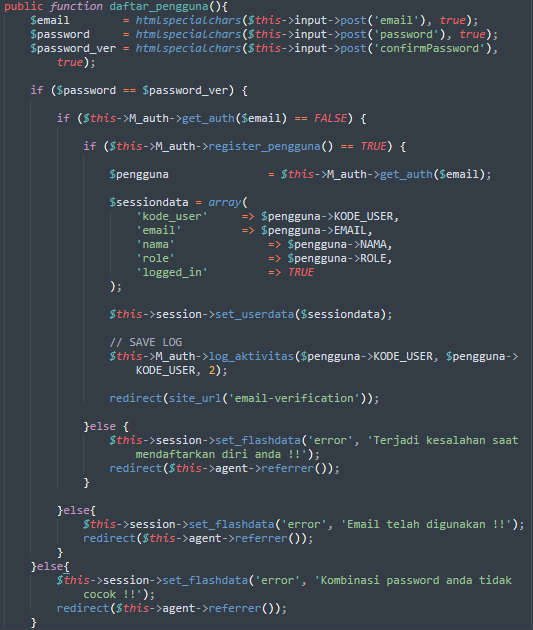 public function daftar_pengguna(){
$email = htmlspecialchars($this->input->post('email'), true);
$password = htmlspecialchars($this->input->post('password'), true);
$password_ver = htmlspecialchars($this->input->post('confirmPassword'),
true);
if ($password == $password_ver) {
if ($this->M_auth->get_auth($email) == FALSE) {
if ($this->M_auth->register_pengguna() == TRUE) {
$pengguna = $this->M_auth->get_auth($email);
$sessiondata = array(
'kode_user' => $pengguna->KODE_USER,
'email' => $pengguna->EMAIL,
'nama' => $pengguna->NAMA,
'role' => $pengguna->ROLE,
'logged_in' => TRUE
);
$this->session->set_userdata($sessiondata);
// SAVE LOG
$this->M_auth->log_aktivitas($pengguna->KODE_USER, $pengguna->
KODE_USER, 2);
redirect(site_url('email-verification'));
}else {
$this->session->set_flashdata('error', 'Terjadi kesalahan saat
mendaftarkan diri anda !!');
redirect($this->agent->referrer());
}
}else{
$this->session->set_flashdata('error', 'Email telah digunakan !!');
redirect($this->agent->referrer());
}
}else{
$this->session->set_flashdata('error', 'Kombinasi password anda tidak
cocok !!');
redirect($this->agent->referrer());
}